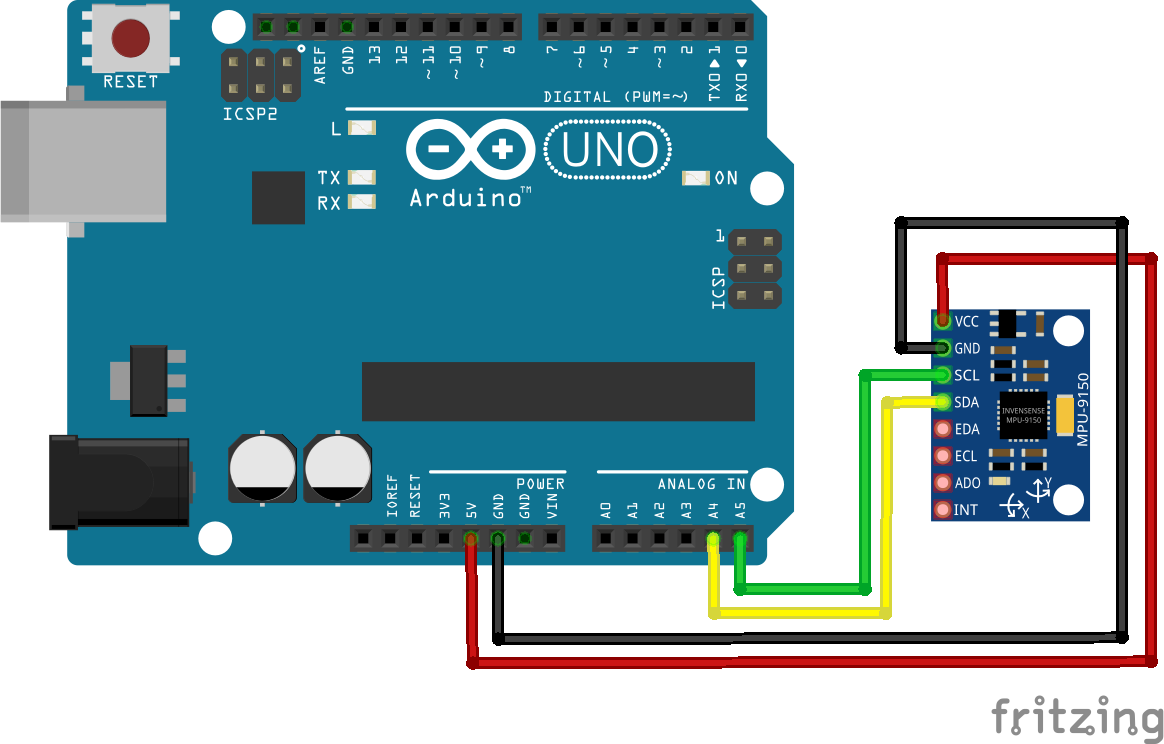 RESET
ICSP2
AREF
GND
13
12
~11
~10
~9
8
7
~6
~5
4
~3
2
TX0▶1
RX0◀0
DIGITAL (PWM=~)
L
TX
RX
Arduino™
UNO
ON
1
ICSP
VCC
GND
SCL
SDA
EDA
ECL
ADO
INT
INVENSENSE
MPU-9150
MPU-9150
Y
X
POWER
ANALOG IN
IOREF
RESET
3V3
5V
GND
GND
VIN
A0
A1
A2
A3
A4
A5
fritzing